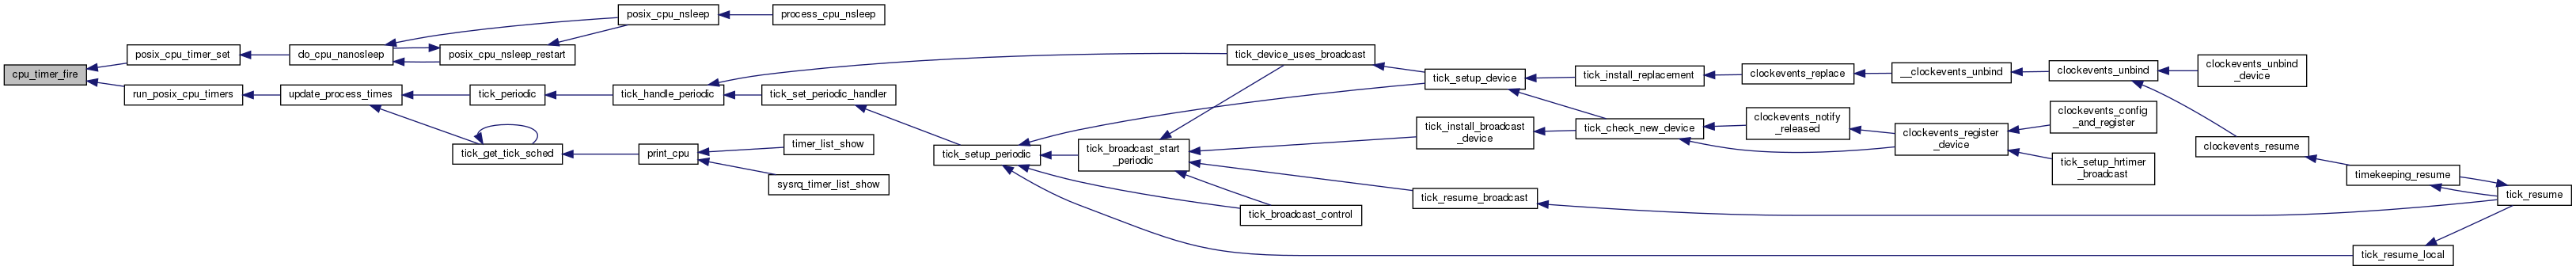 cpu_timer_fire
posix_cpu_timer_set
run_posix_cpu_timers
do_cpu_nanosleep
update_process_times
posix_cpu_nsleep_restart
tick_periodic
tick_get_tick_sched
posix_cpu_nsleep
tick_handle_periodic
print_cpu
process_cpu_nsleep
tick_set_periodic_handler
timer_list_show
sysrq_timer_list_show
tick_setup_periodic
tick_broadcast_start
_periodic
tick_device_uses_broadcast
tick_broadcast_control
tick_setup_device
tick_install_broadcast
_device
tick_resume_broadcast
tick_install_replacement
tick_check_new_device
clockevents_replace
clockevents_notify
_released
__clockevents_unbind
clockevents_register
_device
clockevents_unbind
clockevents_config
_and_register
tick_setup_hrtimer
_broadcast
clockevents_unbind
_device
clockevents_resume
timekeeping_resume
tick_resume_local
tick_resume